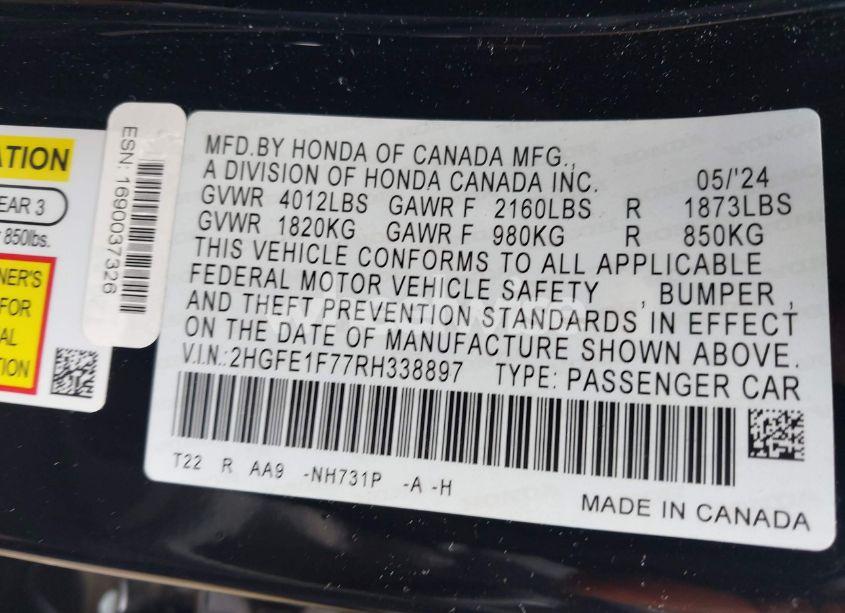 ATION
EAR 3
850lbs.
NER'S
FOR
AL
TION
ESN: 1690037326
MFD.BY HONDA OF CANADA MFG.,
A DIVISION OF HONDA CANADA INC. 05/'24
GVWR 4012LBS GAWR F 2160LBS R 1873LBS
GVWR 1820KG GAWR F 980KG R 850KG
THIS VEHICLE CONFORMS TO ALL APPLICABLE
FEDERAL MOTOR VEHICLE SAFETY , BUMPER ,
AND THEFT PREVENTION STANDARDS IN EFFECT
ON THE DATE OF MANUFACTURE SHOWN ABOVE.
V.I.N.:2HGFE1F77RH338897 TYPE: PASSENGER CAR
T22 R AA9 -NH731P -A -H
MADE IN CANADA